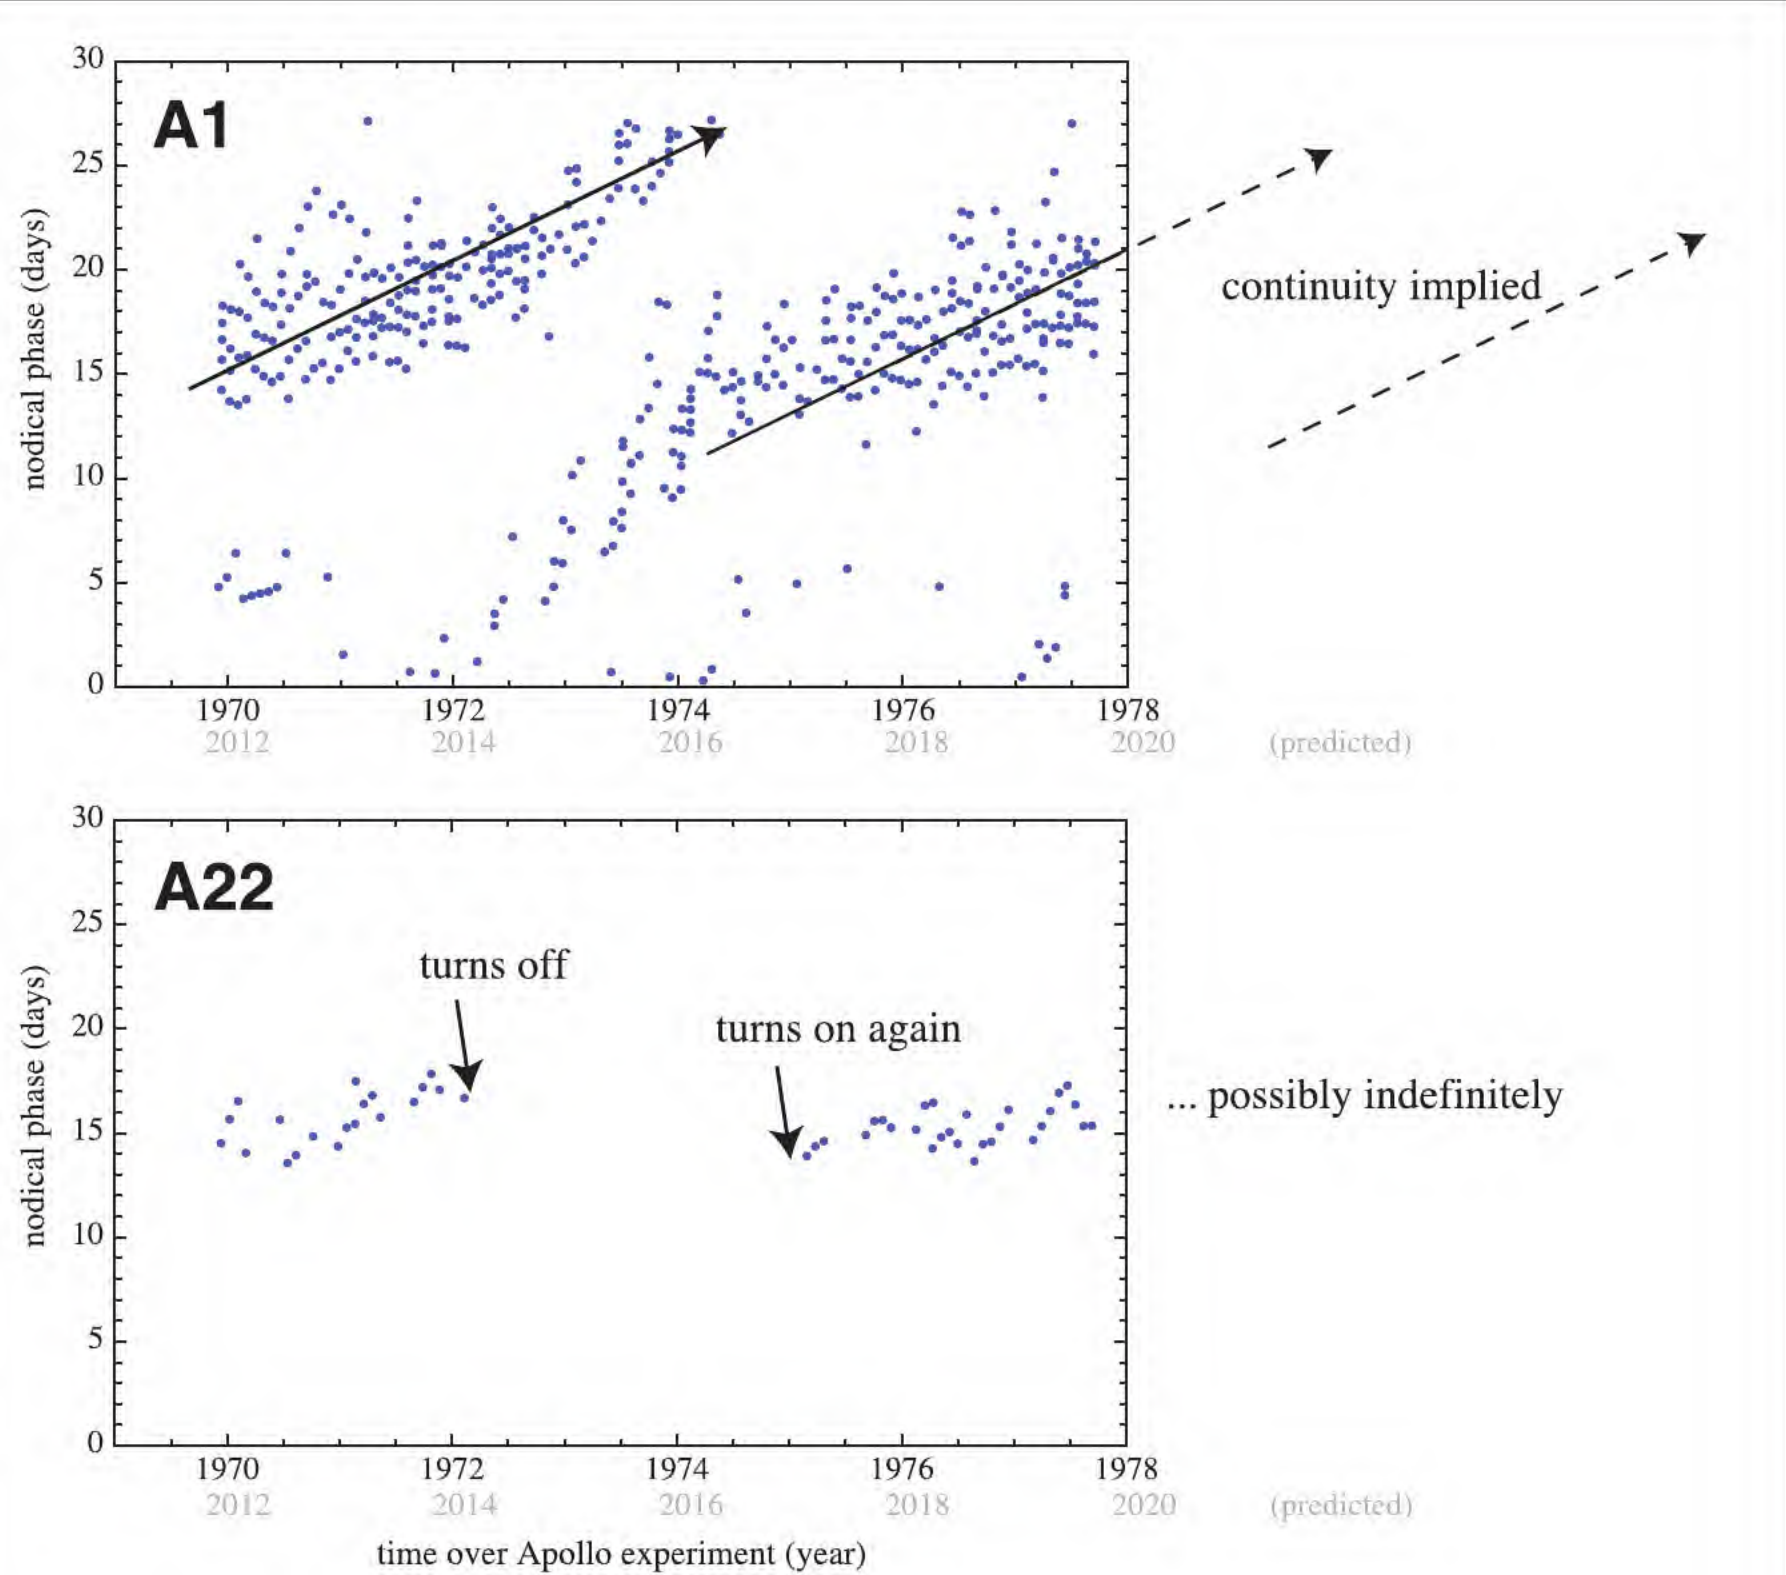 A1
nodical phase (days)
30
25
20
15
10
5
0
continuity implied
1970 1972 1974 1976 1978
2012 2014 2016 2018 2020 (predicted)
A22
nodical phase (days)
30
25
20
15
10
5
0
turns off
turns on again
... possibly indefinitely
1970 1972 1974 1976 1978
2012 2014 2016 2018 2020 (predicted)
time over Apollo experiment (year)